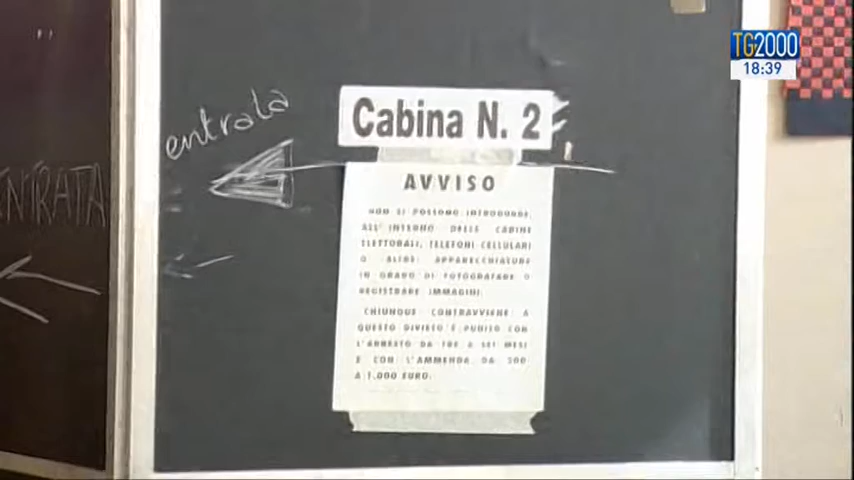 TG2000
18:39
entrata
Cabina N. 2
AVVISO
NON SI POSSONO INTRODURRE
ALL'INTERNO DELLE CABINE
ELETTORALI, TELEFONI CELLULARI
O ALTRE APPARECCHIATURE
IN GRADO DI FOTOGRAFARE O
REGISTRARE IMMAGINI.
CHIUNQUE CONTRAVVIENE A
QUESTO DIVIETO È PUNITO CON
L'ARRESTO DA TRE A SEI MESI
E CON L'AMMENDA DA 300
A 1.000 EURO.
NTRATA